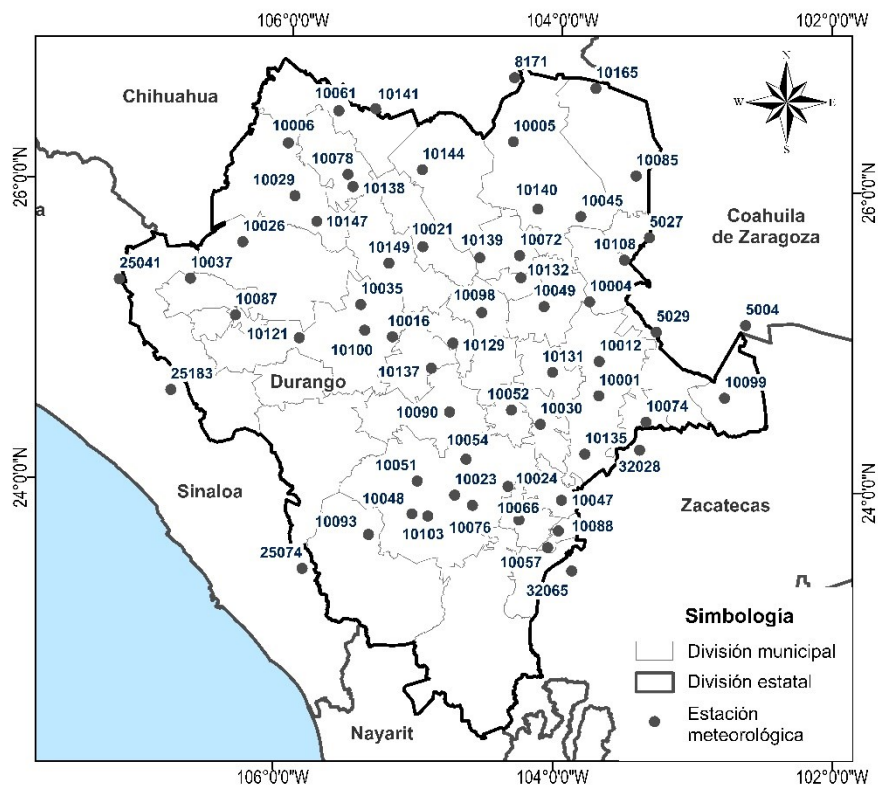 106°0'0"W 104°0'0"W 102°0'0"W
8171
10165
Chihuahua
10061
10141
N
W E
S
10006
10005
10078
10144
10085
26°0'0"N
26°0'0"N
10138
10029
10140
10045
10147
5027
Coahuila
de Zaragoza
a
10026
10021
10139
10072
10108
10149
25041
10037
10132
10004
10035
10098
10049
10087
5029
5004
10016
10121
10100
10129
10012
10131
10137
Durango
10001
25183
10099
10052
10074
10090
10030
10054
10135
32028
10051
10024
24°0'0"N
24°0'0"N
Sinaloa
10023
10048
10047
Zacatecas
10066
10093
10088
10103
10076
25074
10057
32065
Simbología
División municipal
División estatal
Estación
meteorológica
Nayarit
106°0'0"W 104°0'0"W 102°0'0"W